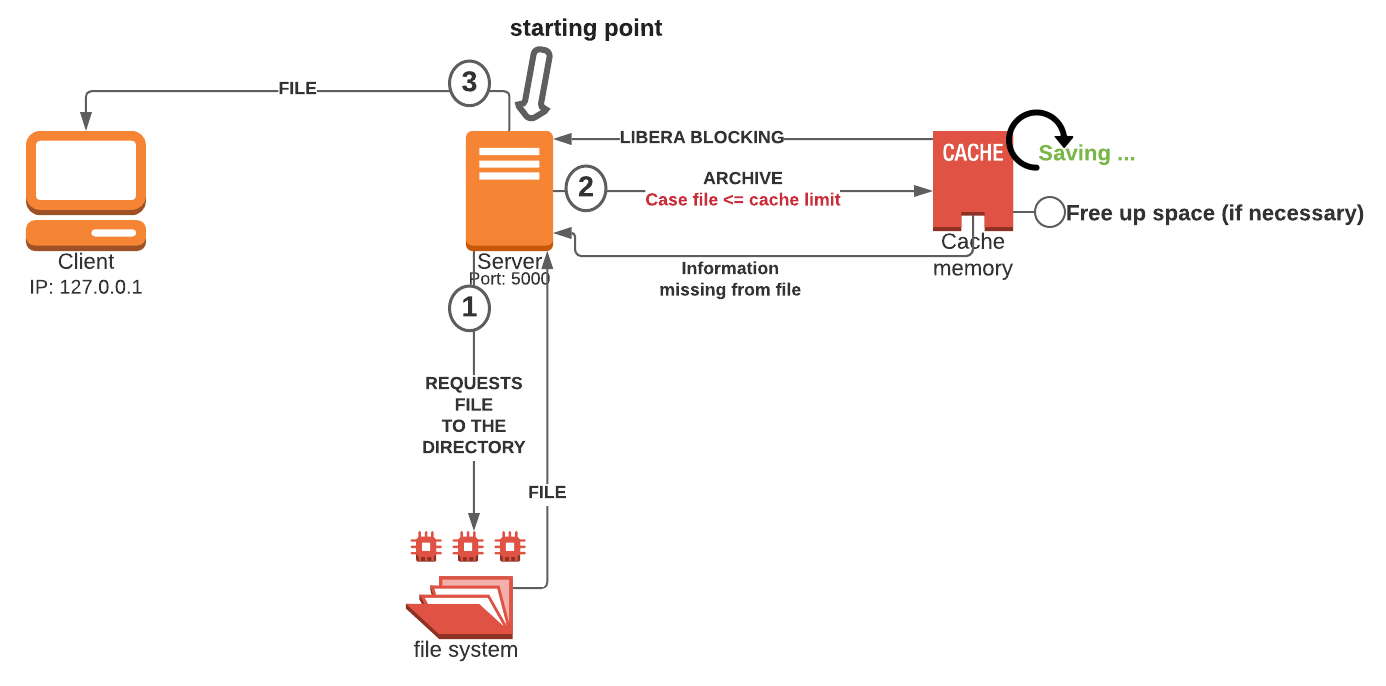 starting point
3
FILE
LIBERA BLOCKING
CACHE
Saving ...
2
ARCHIVE
Case file <= cache limit
Free up space (if necessary)
Client
IP: 127.0.0.1
Server
Port: 5000
Cache
memory
Information
missing from file
1
REQUESTS
FILE
TO THE
DIRECTORY
FILE
file system